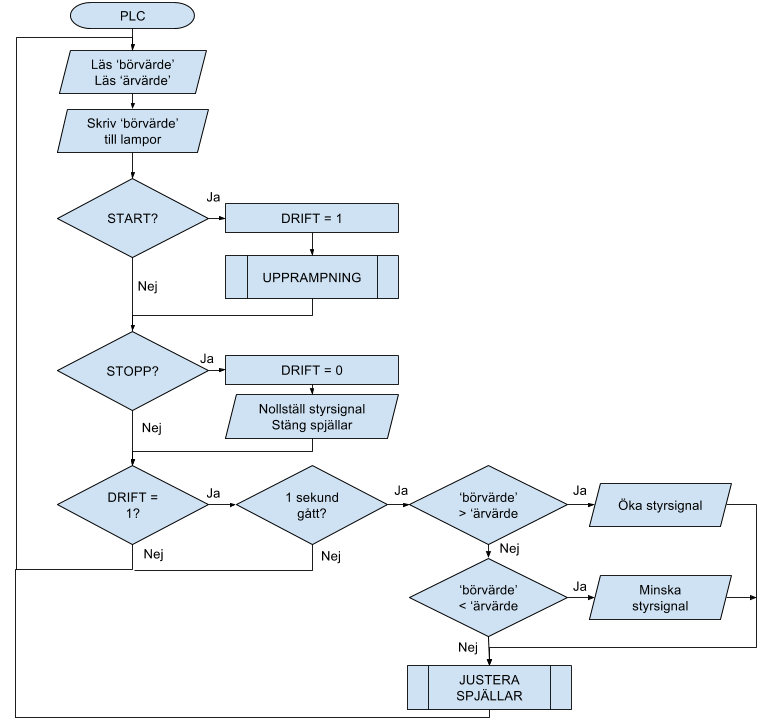 PLC
Läs ‘börvärde’
Läs ‘ärvärde’
Skriv ‘börvärde’
till lampor
START?
Ja
DRIFT = 1
UPPRAMPNING
Nej
STOPP?
Ja
DRIFT = 0
Nollställ styrsignal
Stäng spjällar
Nej
DRIFT =
1?
Ja
Nej
1 sekund
gått?
Ja
Nej
‘börvärde’
> ‘ärvärde
Ja
Öka styrsignal
Nej
‘börvärde’
< ‘ärvärde
Ja
Minska
styrsignal
Nej
JUSTERA
SPJÄLLAR